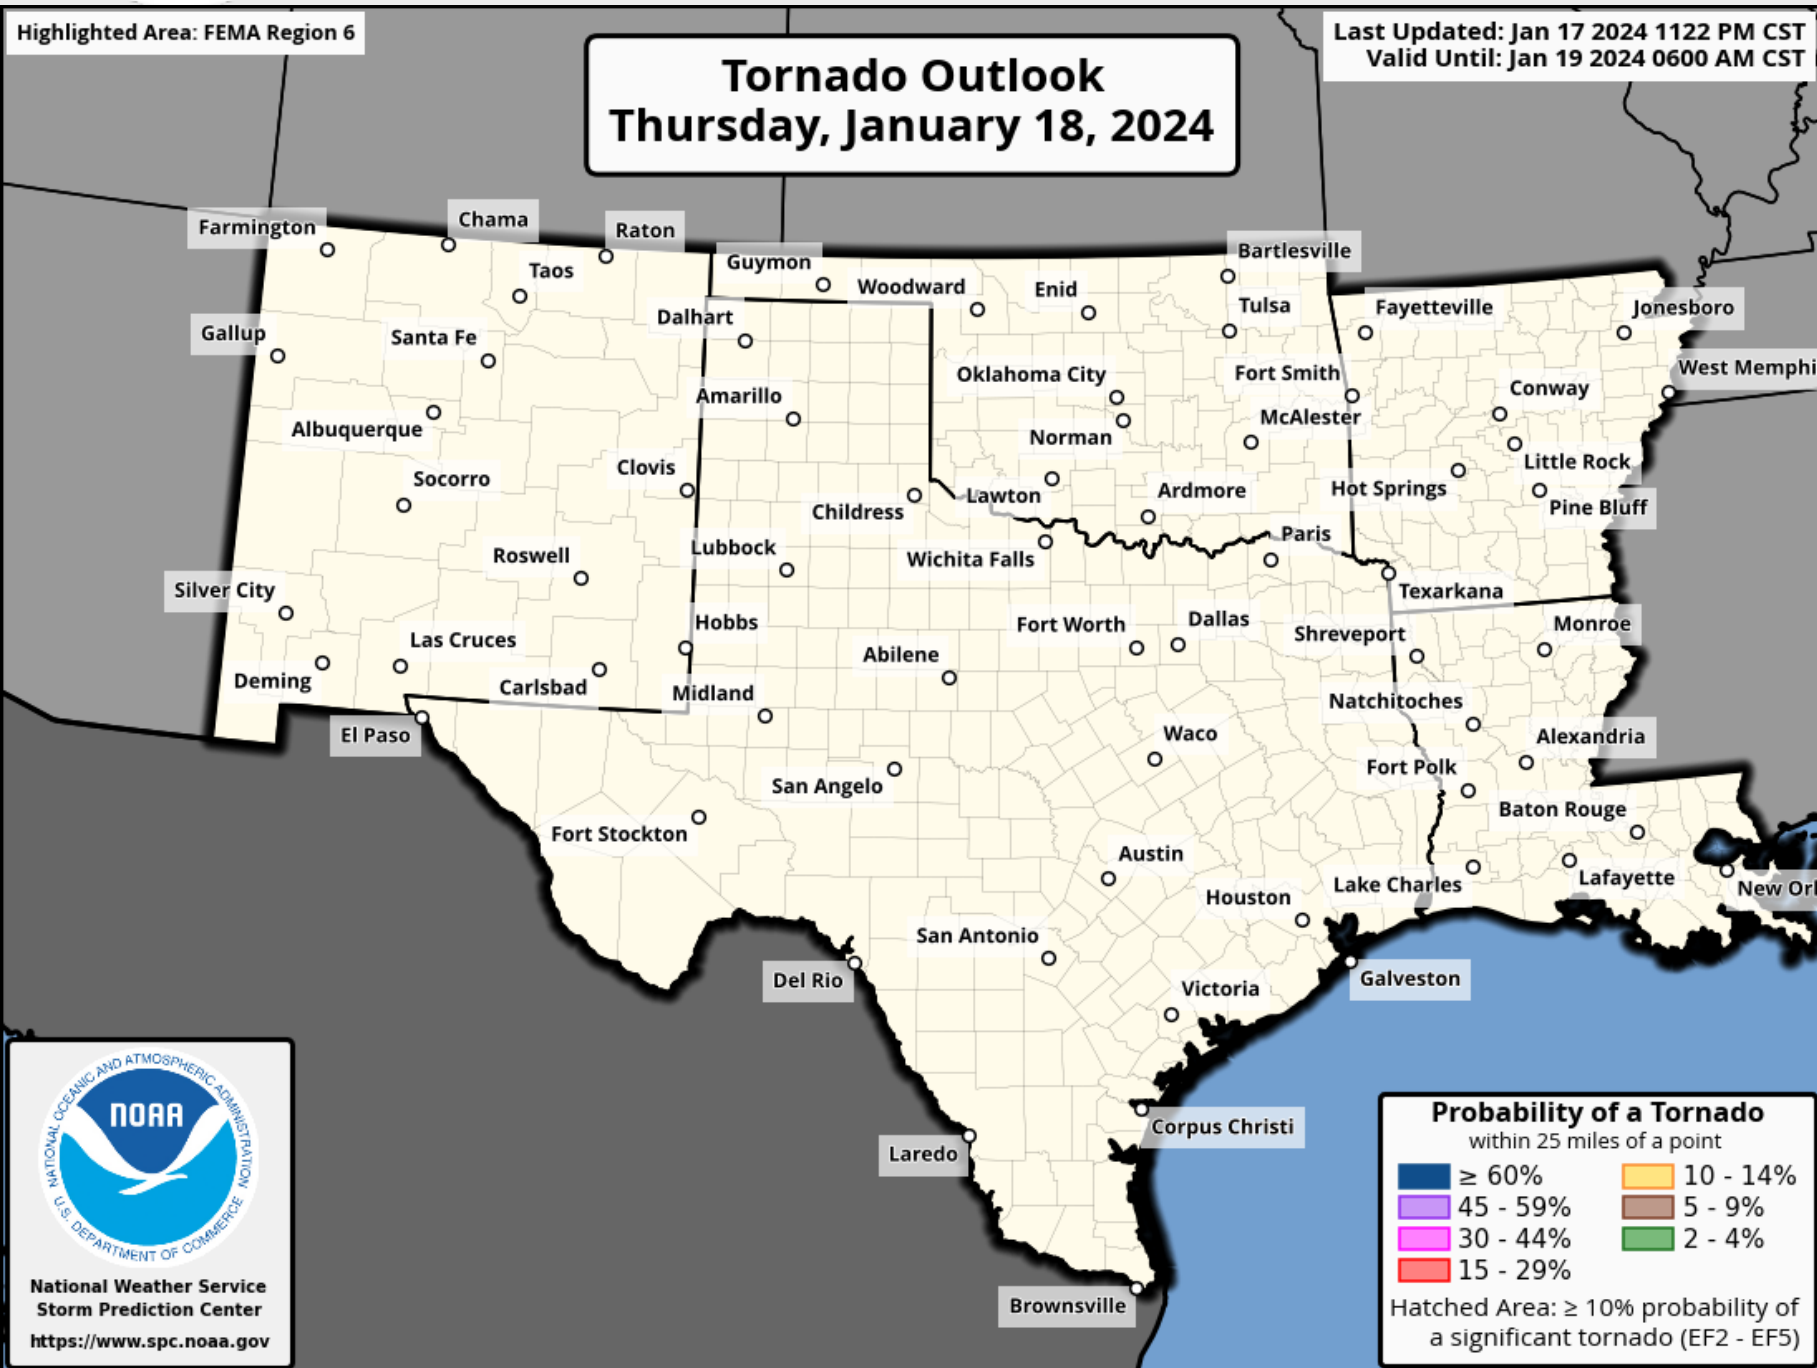 Highlighted Area: FEMA Region 6
Last Updated: Jan 17 2024 1122 PM CST
Valid Until: Jan 19 2024 0600 AM CST
Tornado Outlook
Thursday, January 18, 2024
Farmington
Chama
Raton
Taos
Guymon
Woodward
Enid
Bartlesville
Tulsa
Fayetteville
Jonesboro
Gallup
Santa Fe
Dalhart
Oklahoma City
Fort Smith
Conway
West Memphi
Albuquerque
Amarillo
Norman
McAlester
Little Rock
Socorro
Clovis
Childress
Lawton
Ardmore
Hot Springs
Pine Bluff
Roswell
Lubbock
Wichita Falls
Paris
Texarkana
Silver City
Las Cruces
Hobbs
Fort Worth
Dallas
Shreveport
Monroe
Deming
Carlsbad
Midland
Abilene
Natchitoches
El Paso
Waco
Alexandria
San Angelo
Fort Polk
Fort Stockton
Baton Rouge
Austin
Houston
Lake Charles
Lafayette
New Orl
San Antonio
Del Rio
Victoria
Galveston
Corpus Christi
Laredo
Brownsville
NATIONAL OCEANIC AND ATMOSPHERIC ADMINISTRATION
NOAA
U.S. DEPARTMENT OF COMMERCE
National Weather Service
Storm Prediction Center
https://www.spc.noaa.gov
Probability of a Tornado
within 25 miles of a point
≥ 60%
10 - 14%
45 - 59%
5 - 9%
30 - 44%
2 - 4%
15 - 29%
Hatched Area: ≥ 10% probability of
a significant tornado (EF2 - EF5)